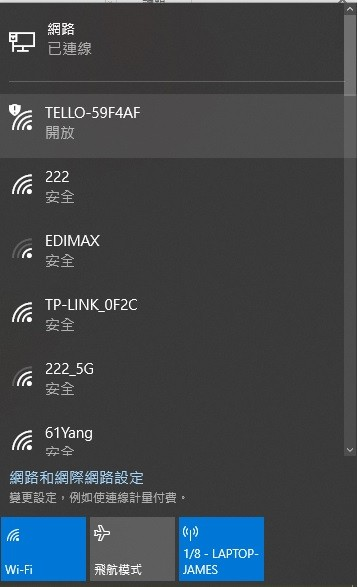 網路
已連線
TELLO-59F4AF
開放
222
安全
EDIMAX
安全
TP-LINK_0F2C
安全
222_5G
安全
61Yang
安全
網路和網際網路設定
變更設定，例如使連線計量付費。
Wi-Fi
飛航模式
1/8 - LAPTOP-
JAMES